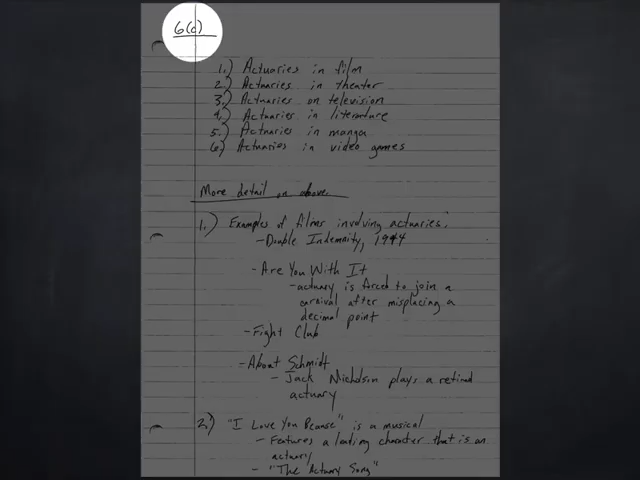 6(c)
1.) Actuaries in film
2.) Actuaries in theater
3.) Actuaries on television
4.) Actuaries in literature
5.) Actuaries in manga
6.) Actuaries in video games
More detail on above
1.) Examples of films involving actuaries:
- Double Indemnity, 1944
- Are You With It
- actuary is forced to join a
carnival after misplacing a
decimal point
- Fight Club
- About Schmidt
- Jack Nicholson plays a retired
actuary
2.) "I Love You Because" is a musical
- Features a leading character that is an
actuary
- "The Actuary Song"